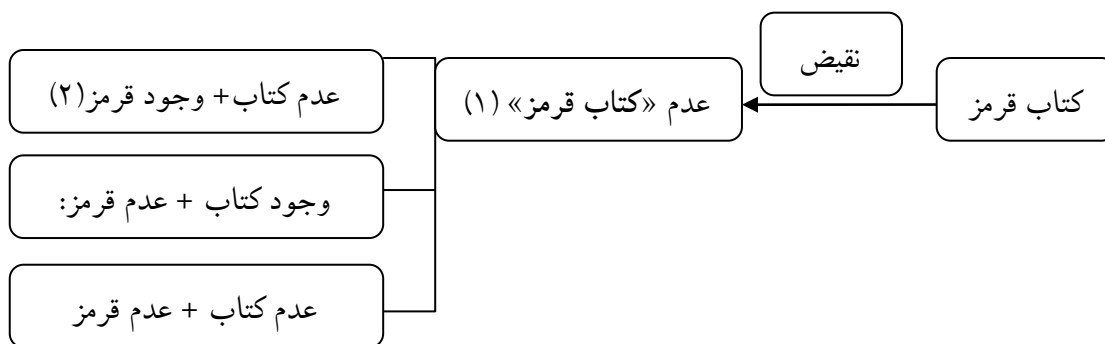 نقیض
کتاب قرمز
عدم «کتاب قرمز» (۱)
عدم کتاب+ وجود قرمز(۲)
وجود کتاب + عدم قرمز:
عدم کتاب + عدم قرمز